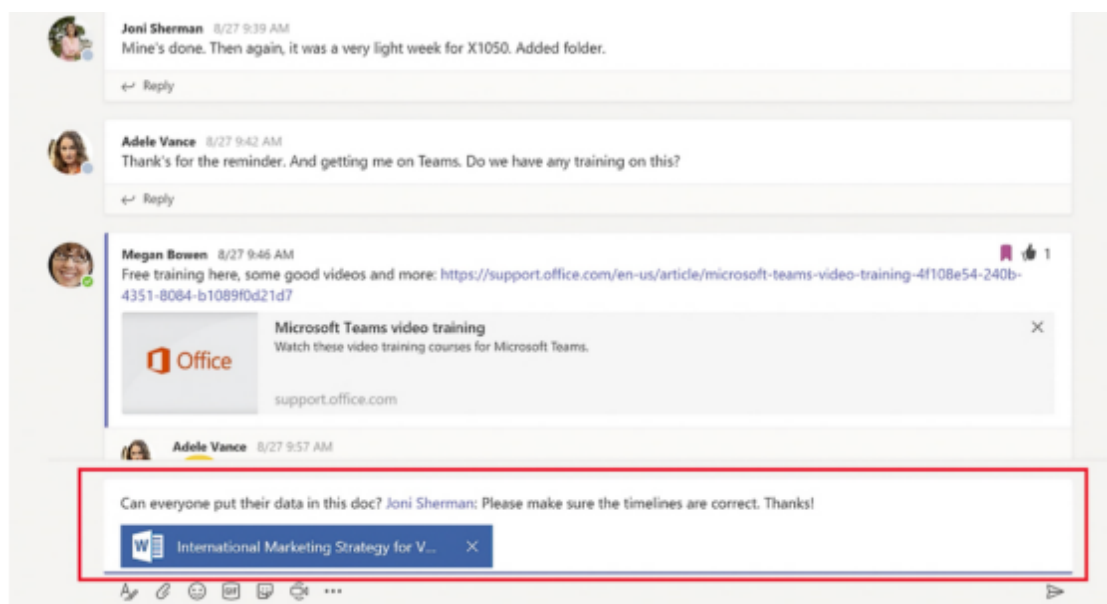 Joni Sherman 8/27 9:39 AM
Mine's done. Then again, it was a very light week for X1050. Added folder.
Reply
Adele Vance 8/27 9:42 AM
Thank's for the reminder. And getting me on Teams. Do we have any training on this?
Reply
Megan Bowen 8/27 9:46 AM
1
Free training here, some good videos and more: https://support.office.com/en-us/article/microsoft-teams-video-training-4f108e54-240b-
4351-8084-b1089f0d21d7
Microsoft Teams video training
Watch these video training courses for Microsoft Teams.
Office
support.office.com
Adele Vance 8/27 9:57 AM
Can everyone put their data in this doc? Joni Sherman: Please make sure the timelines are correct. Thanks!
W International Marketing Strategy for V...
GIF